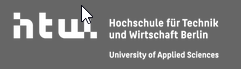 htw.
Hochschule für Technik
und Wirtschaft Berlin
University of Applied Sciences